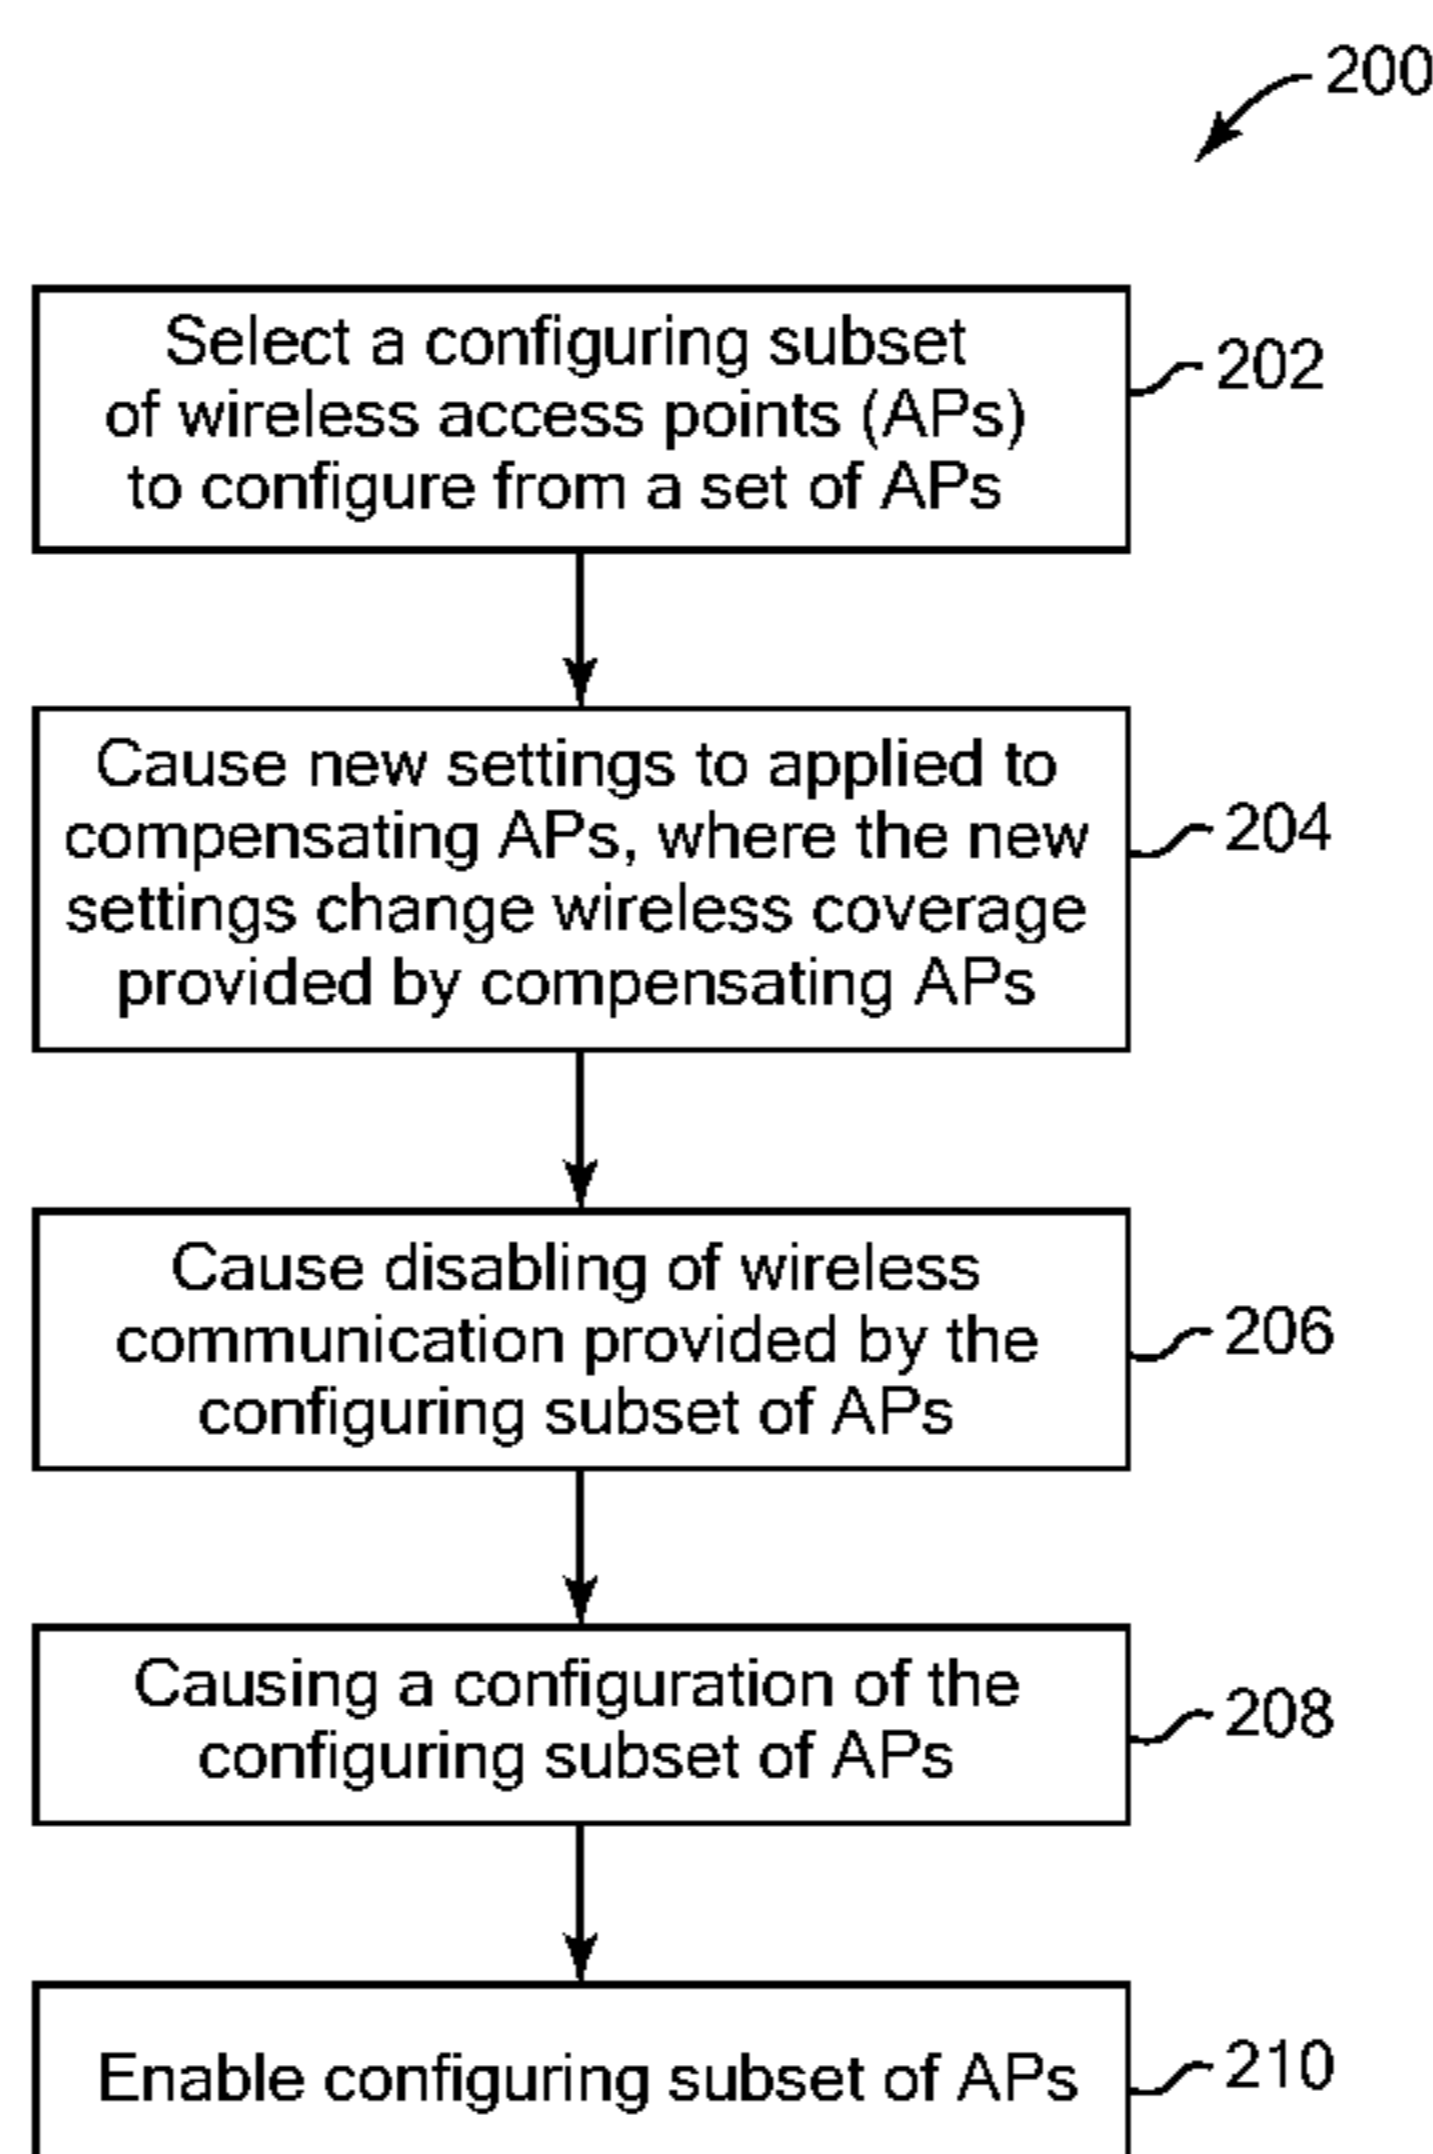 200
Select a configuring subset
of wireless access points (APs)
to configure from a set of APs
202
Cause new settings to applied to
compensating APs, where the new
settings change wireless coverage
provided by compensating APs
204
Cause disabling of wireless
communication provided by the
configuring subset of APs
206
Causing a configuration of the
configuring subset of APs
208
Enable configuring subset of APs
210